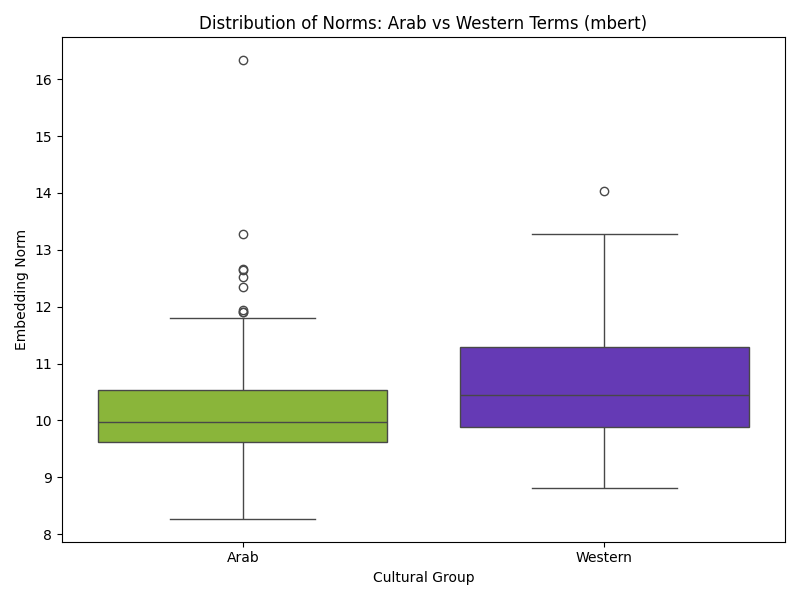 Distribution of Norms: Arab vs Western Terms (mbert)
16
15
14
13
12
11
10
9
8
Embedding Norm
Arab
Western
Cultural Group